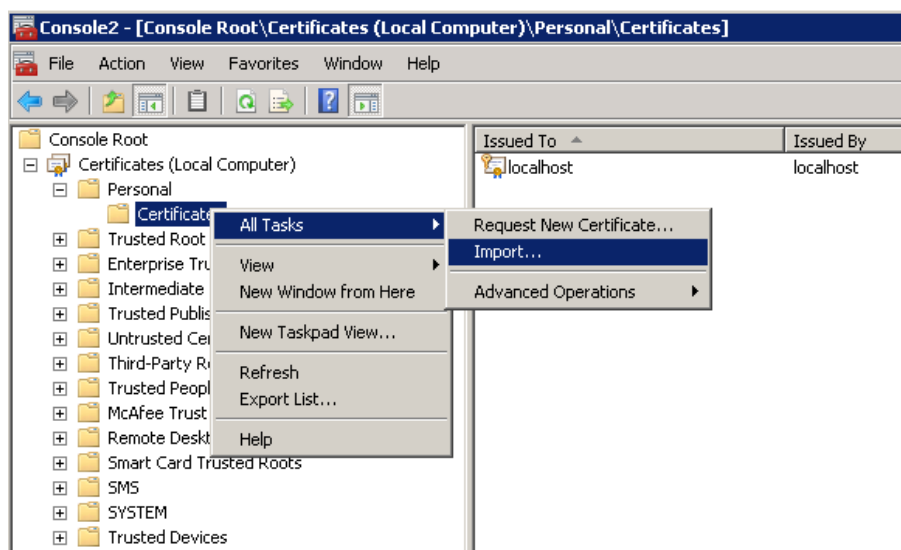 Console2 - [Console Root\Certificates (Local Computer)\Personal\Certificates]
File Action View Favorites Window Help
Console Root
Certificates (Local Computer)
Personal
Certificate
Trusted Root
Enterprise Tru
Intermediate
Trusted Publis
Untrusted Cer
Third-Party R
Trusted Peopl
McAfee Trust
Remote Deskt
Smart Card Trusted Roots
SMS
SYSTEM
Trusted Devices
All Tasks
View
New Window from Here
New Taskpad View...
Refresh
Export List...
Help
Request New Certificate...
Import...
Advanced Operations
Issued To Issued By
localhost localhost